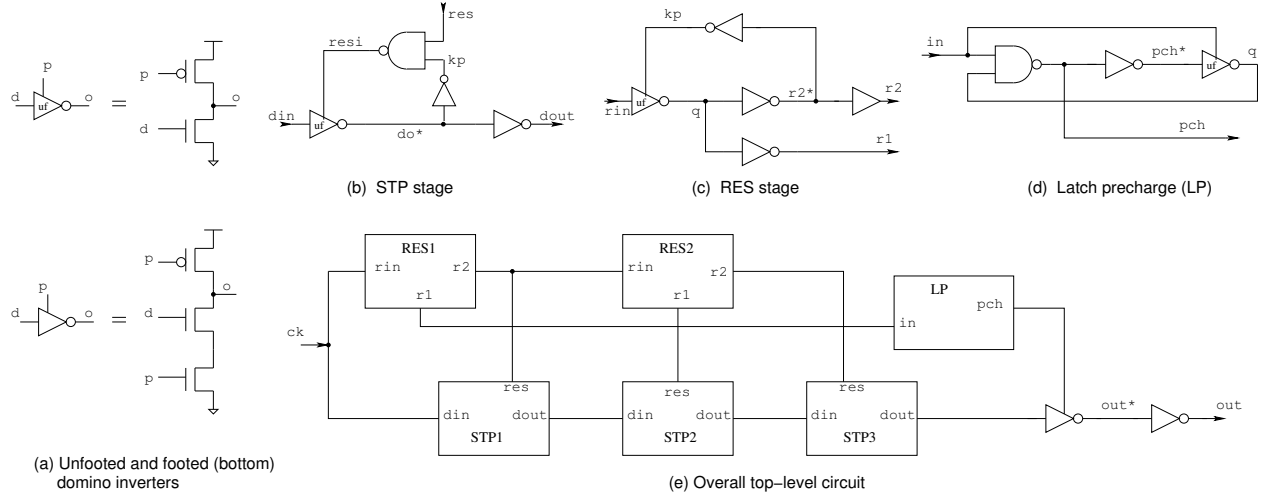 p
d
uf
o
=
p
d
o
res
resi
kp
din
uf
do*
dout
(b) STP stage
kp
rin
uf
q
r2*
r2
r1
(c) RES stage
in
pch*
uf
q
pch
(d) Latch precharge (LP)
p
d
o
=
p
d
p
o
(a) Unfooted and footed (bottom)
domino inverters
RES1
rin
r2
r1
RES2
rin
r2
r1
LP
pch
in
ck
res
din
dout
STP1
res
din
dout
STP2
res
din
dout
STP3
out*
out
(e) Overall top-level circuit